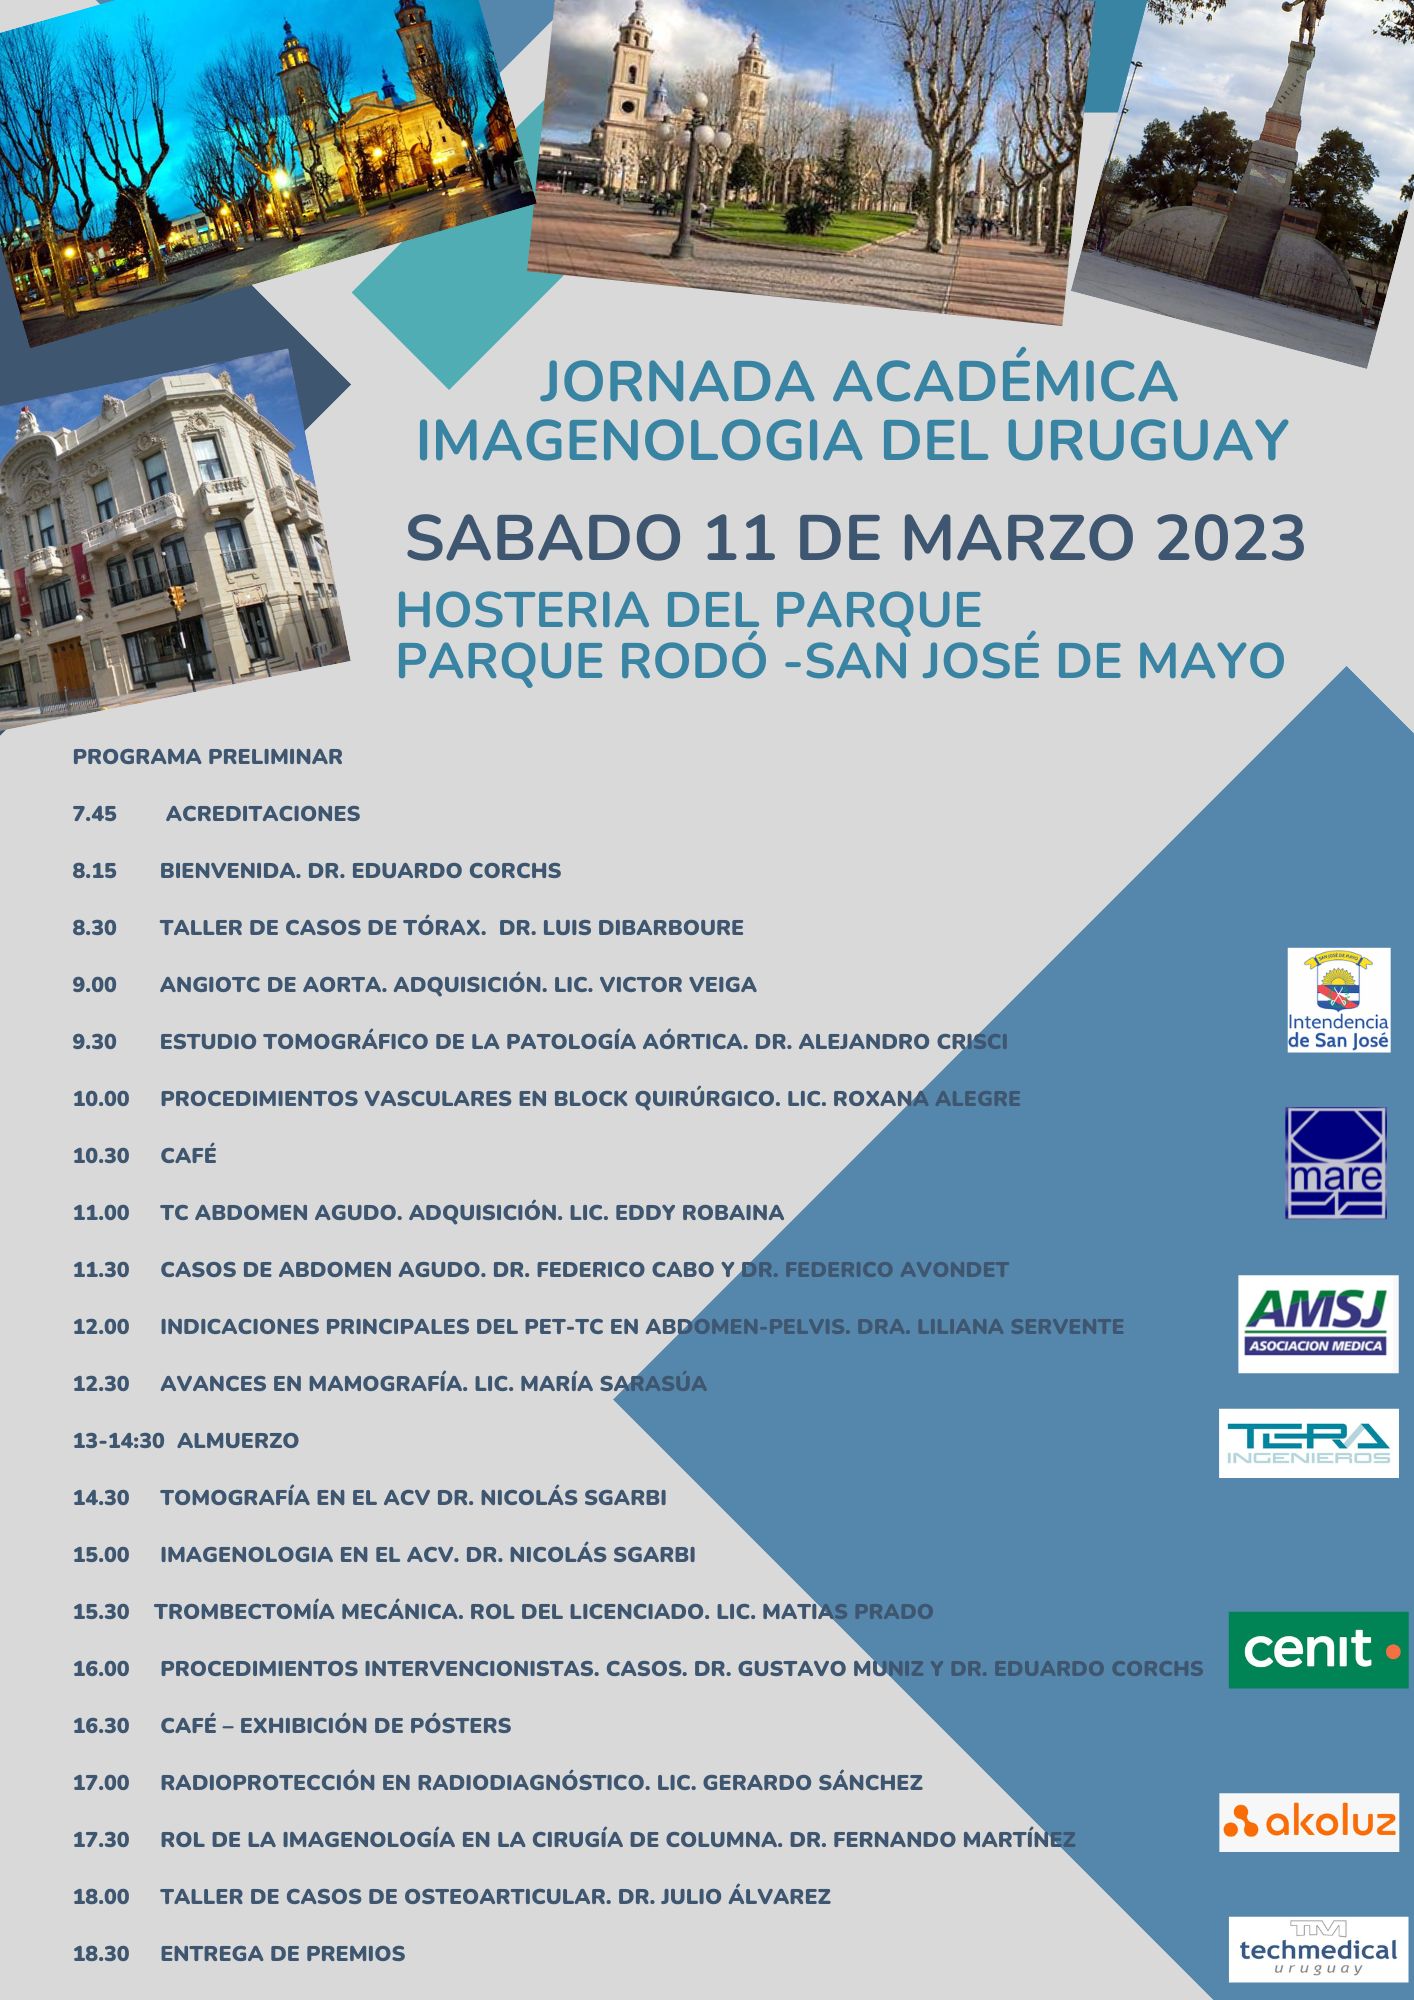 JORNADA ACADÉMICA
IMAGENOLOGIA DEL URUGUAY
SABADO 11 DE MARZO 2023
HOSTERIA DEL PARQUE
PARQUE RODÓ -SAN JOSÉ DE MAYO
PROGRAMA PRELIMINAR
7.45 ACREDITACIONES
8.15 BIENVENIDA. DR. EDUARDO CORCHS
8.30 TALLER DE CASOS DE TÓRAX. DR. LUIS DIBARBOURE
9.00 ANGIOTC DE AORTA. ADQUISICIÓN. LIC. VICTOR VEIGA
9.30 ESTUDIO TOMOGRÁFICO DE LA PATOLOGÍA AÓRTICA. DR. ALEJANDRO CRISCI
10.00 PROCEDIMIENTOS VASCULARES EN BLOCK QUIRÚRGICO. LIC. ROXANA ALEGRE
10.30 CAFÉ
11.00 TC ABDOMEN AGUDO. ADQUISICIÓN. LIC. EDDY ROBAINA
11.30 CASOS DE ABDOMEN AGUDO. DR. FEDERICO CABO Y DR. FEDERICO AVONDET
12.00 INDICACIONES PRINCIPALES DEL PET-TC EN ABDOMEN-PELVIS. DRA. LILIANA SERVENTE
12.30 AVANCES EN MAMOGRAFÍA. LIC. MARÍA SARASÚA
13-14:30 ALMUERZO
14.30 TOMOGRAFÍA EN EL ACV DR. NICOLÁS SGARBI
15.00 IMAGENOLOGIA EN EL ACV. DR. NICOLÁS SGARBI
15.30 TROMBECTOMÍA MECÁNICA. ROL DEL LICENCIADO. LIC. MATIAS PRADO
16.00 PROCEDIMIENTOS INTERVENCIONISTAS. CASOS. DR. GUSTAVO MUNIZ Y DR. EDUARDO CORCHS
16.30 CAFÉ – EXHIBICIÓN DE PÓSTERS
17.00 RADIOPROTECCIÓN EN RADIODIAGNÓSTICO. LIC. GERARDO SÁNCHEZ
17.30 ROL DE LA IMAGENOLOGÍA EN LA CIRUGÍA DE COLUMNA. DR. FERNANDO MARTÍNEZ
18.00 TALLER DE CASOS DE OSTEOARTICULAR. DR. JULIO ÁLVAREZ
18.30 ENTREGA DE PREMIOS
SAN JOSÉ DE MAYO
Intendencia
de San José
mare
AMSJ
ASOCIACION MEDICA
TERA
INGENIEROS
cenit
akoluz
TM
techmedical
uruguay